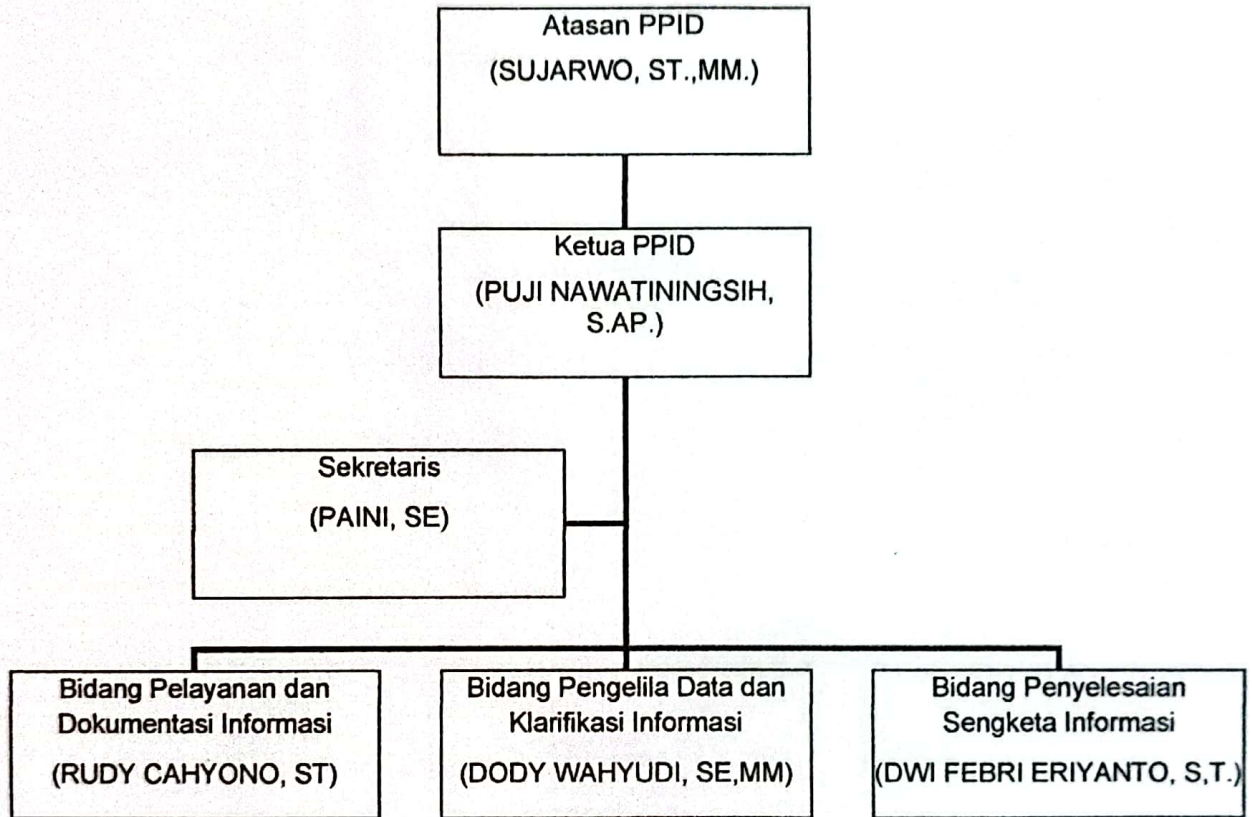 Atasan PPID
(SUJARWO, ST.,MM.)
Ketua PPID
(PUJI NAWATININGSIH,
S.AP.)
Sekretaris
(PAINI, SE)
Bidang Pelayanan dan
Dokumentasi Informasi
(RUDY CAHYONO, ST)
Bidang Pengelila Data dan
Klarifikasi Informasi
(DODY WAHYUDI, SE,MM)
Bidang Penyelesaian
Sengketa Informasi
(DWI FEBRI ERIYANTO, S,T.)